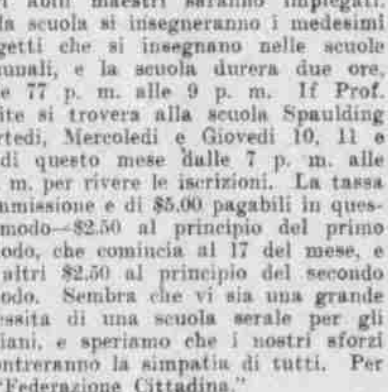 abili maestri saranno impiegati.
la scuola si insegneranno i medesimi
getti che si insegnano nelle scuole
unali, e la scuola durera due ore,
e 77 p. m. alle 9 p. m. If Prof.
ite si trovera alla scuola Spaulding
rtedi, Mercoledi e Giovedi 10, 11 e
di questo mese dalle 7 p. m. alle
m. per rivere le iscrizioni. La tassa
mmissione e di $5.00 pagabili in ques-
modo—$2.50 al principio del primo
odo, che comincia al 17 del mese, e
altri $2.50 al principio del secondo
odo. Sembra che vi sia una grande
essita di una scuola serale per gli
iani, e speriamo che i nostri sforzi
ontreranno la simpatia di tutti. Per
"Federazione Cittadina."